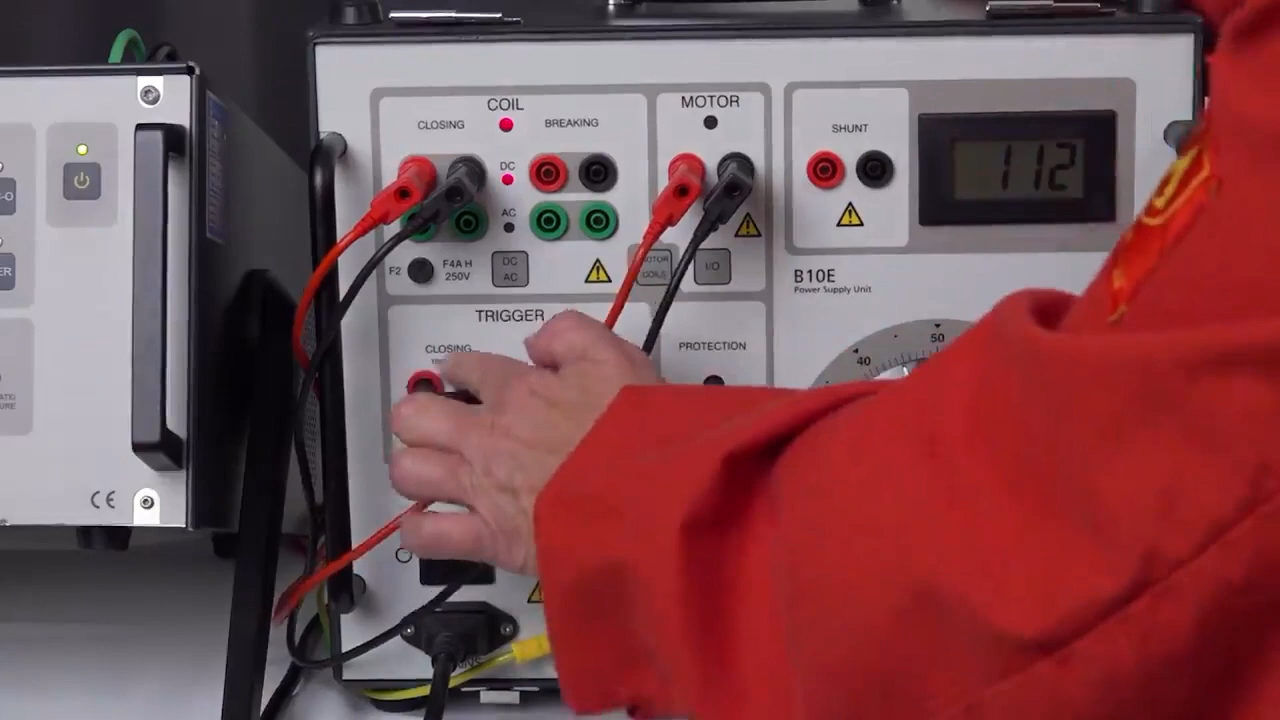 COIL
CLOSING
BREAKING
DC
AC
F2
F4A H
250V
DC
AC
MOTOR
MOTOR
COILS
I/O
SHUNT
112
B10E
Power Supply Unit
TRIGGER
CLOSING
PROTECTION
40
50
CE